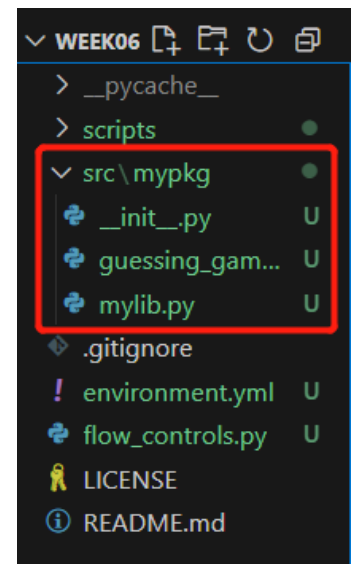 WEEK06
__pycache__
scripts
src\mypkg
__init__.py U
guessing_gam... U
mylib.py U
.gitignore
! environment.yml U
flow_controls.py U
LICENSE
README.md